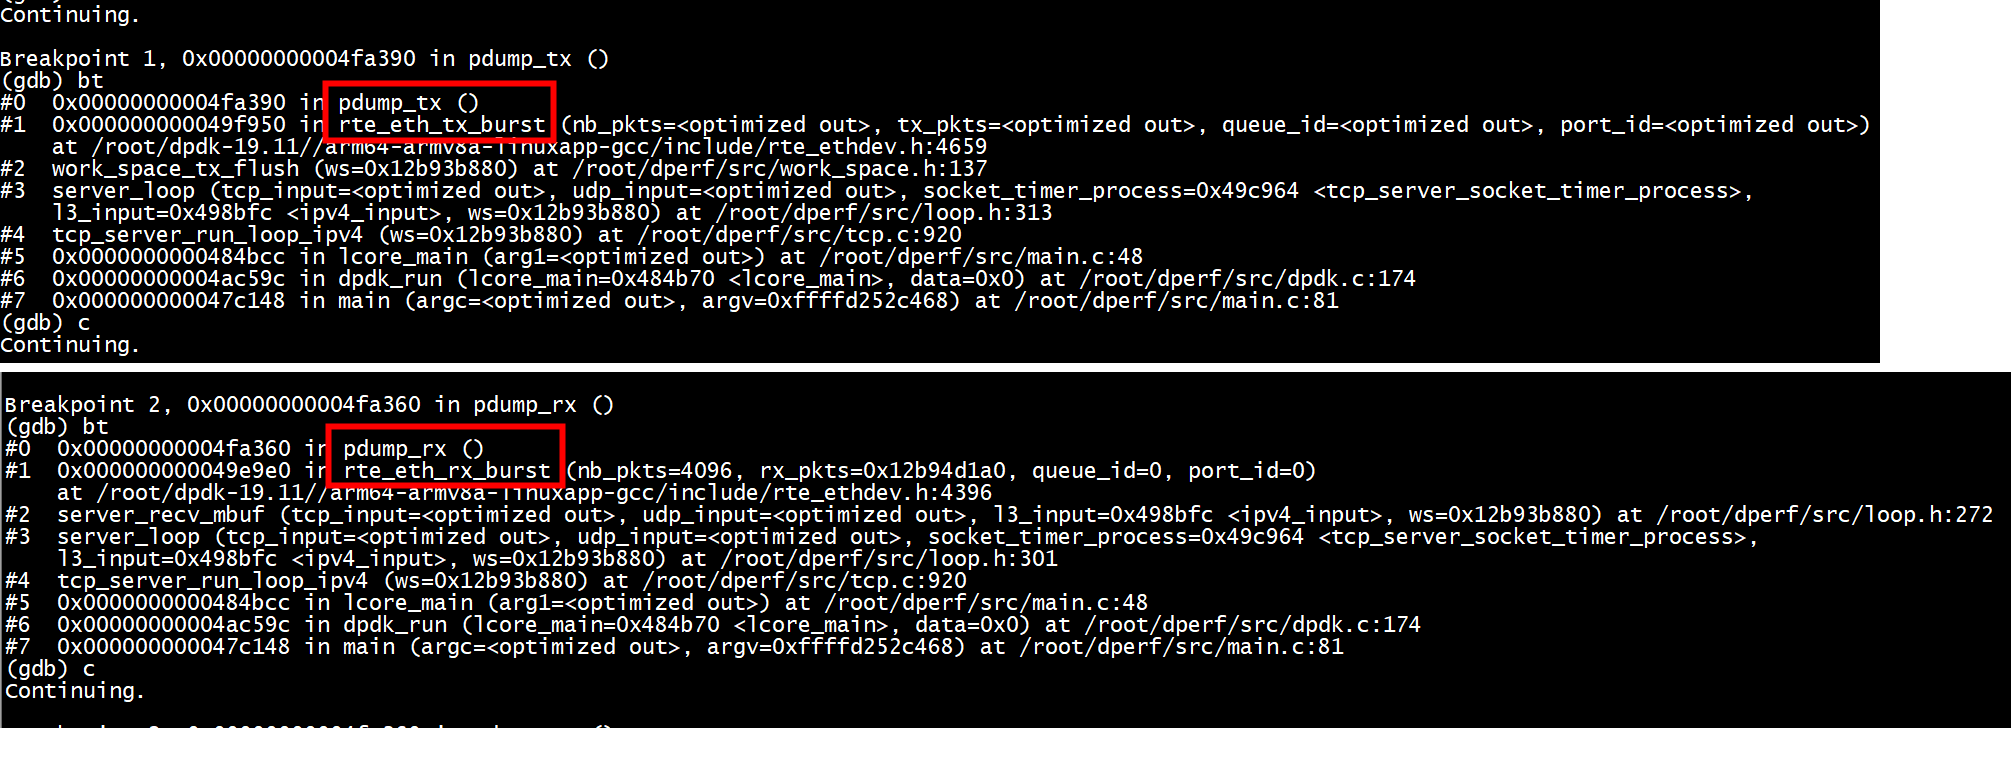 Continuing.
Breakpoint 1, 0x00000000004fa390 in pdump_tx ()
(gdb) bt
#0  0x00000000004fa390 in pdump_tx ()
#1  0x000000000049f950 in rte_eth_tx_burst (nb_pkts=<optimized out>, tx_pkts=<optimized out>, queue_id=<optimized out>, port_id=<optimized out>)
    at /root/dpdk-19.11//arm64-armv8a-linuxapp-gcc/include/rte_ethdev.h:4659
#2  work_space_tx_flush (ws=0x12b93b880) at /root/dperf/src/work_space.h:137
#3  server_loop (tcp_input=<optimized out>, udp_input=<optimized out>, socket_timer_process=0x49c964 <tcp_server_socket_timer_process>,
    l3_input=0x498bfc <ipv4_input>, ws=0x12b93b880) at /root/dperf/src/loop.h:313
#4  tcp_server_run_loop_ipv4 (ws=0x12b93b880) at /root/dperf/src/tcp.c:920
#5  0x0000000000484bcc in lcore_main (arg1=<optimized out>) at /root/dperf/src/main.c:48
#6  0x00000000004ac59c in dpdk_run (lcore_main=0x484b70 <lcore_main>, data=0x0) at /root/dperf/src/dpdk.c:174
#7  0x000000000047c148 in main (argc=<optimized out>, argv=0xffffd252c468) at /root/dperf/src/main.c:81
(gdb) c
Continuing.
Breakpoint 2, 0x00000000004fa360 in pdump_rx ()
(gdb) bt
#0  0x00000000004fa360 in pdump_rx ()
#1  0x000000000049e9e0 in rte_eth_rx_burst (nb_pkts=4096, rx_pkts=0x12b94d1a0, queue_id=0, port_id=0)
    at /root/dpdk-19.11//arm64-armv8a-linuxapp-gcc/include/rte_ethdev.h:4396
#2  server_recv_mbuf (tcp_input=<optimized out>, udp_input=<optimized out>, l3_input=0x498bfc <ipv4_input>, ws=0x12b93b880) at /root/dperf/src/loop.h:272
#3  server_loop (tcp_input=<optimized out>, udp_input=<optimized out>, socket_timer_process=0x49c964 <tcp_server_socket_timer_process>,
    l3_input=0x498bfc <ipv4_input>, ws=0x12b93b880) at /root/dperf/src/loop.h:301
#4  tcp_server_run_loop_ipv4 (ws=0x12b93b880) at /root/dperf/src/tcp.c:920
#5  0x0000000000484bcc in lcore_main (arg1=<optimized out>) at /root/dperf/src/main.c:48
#6  0x00000000004ac59c in dpdk_run (lcore_main=0x484b70 <lcore_main>, data=0x0) at /root/dperf/src/dpdk.c:174
#7  0x000000000047c148 in main (argc=<optimized out>, argv=0xffffd252c468) at /root/dperf/src/main.c:81
(gdb) c
Continuing.